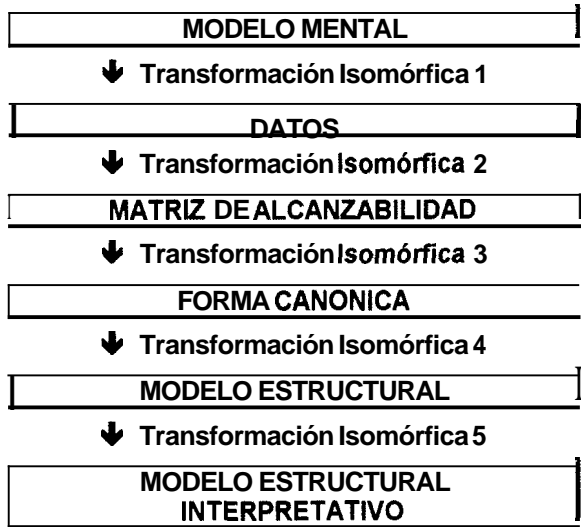 MODELO MENTAL
Transformación Isomórfica 1
DATOS
Transformación Isomórfica 2
MATRIZ DE ALCANZABILIDAD
Transformación Isomórfica 3
FORMA CANONICA
Transformación Isomórfica 4
MODELO ESTRUCTURAL
Transformación Isomórfica 5
MODELO ESTRUCTURAL
INTERPRETATIVO